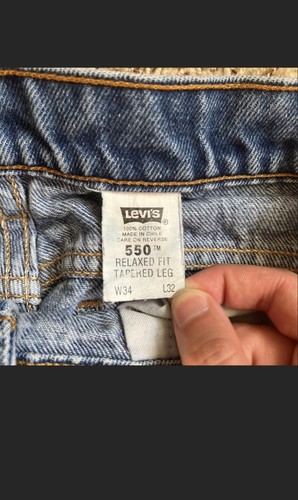 LEVI'S ®
100% COTTON
MADE IN CHILE
CARE ON REVERSE
550™
RELAXED FIT
TAPERED LEG
W34 L32